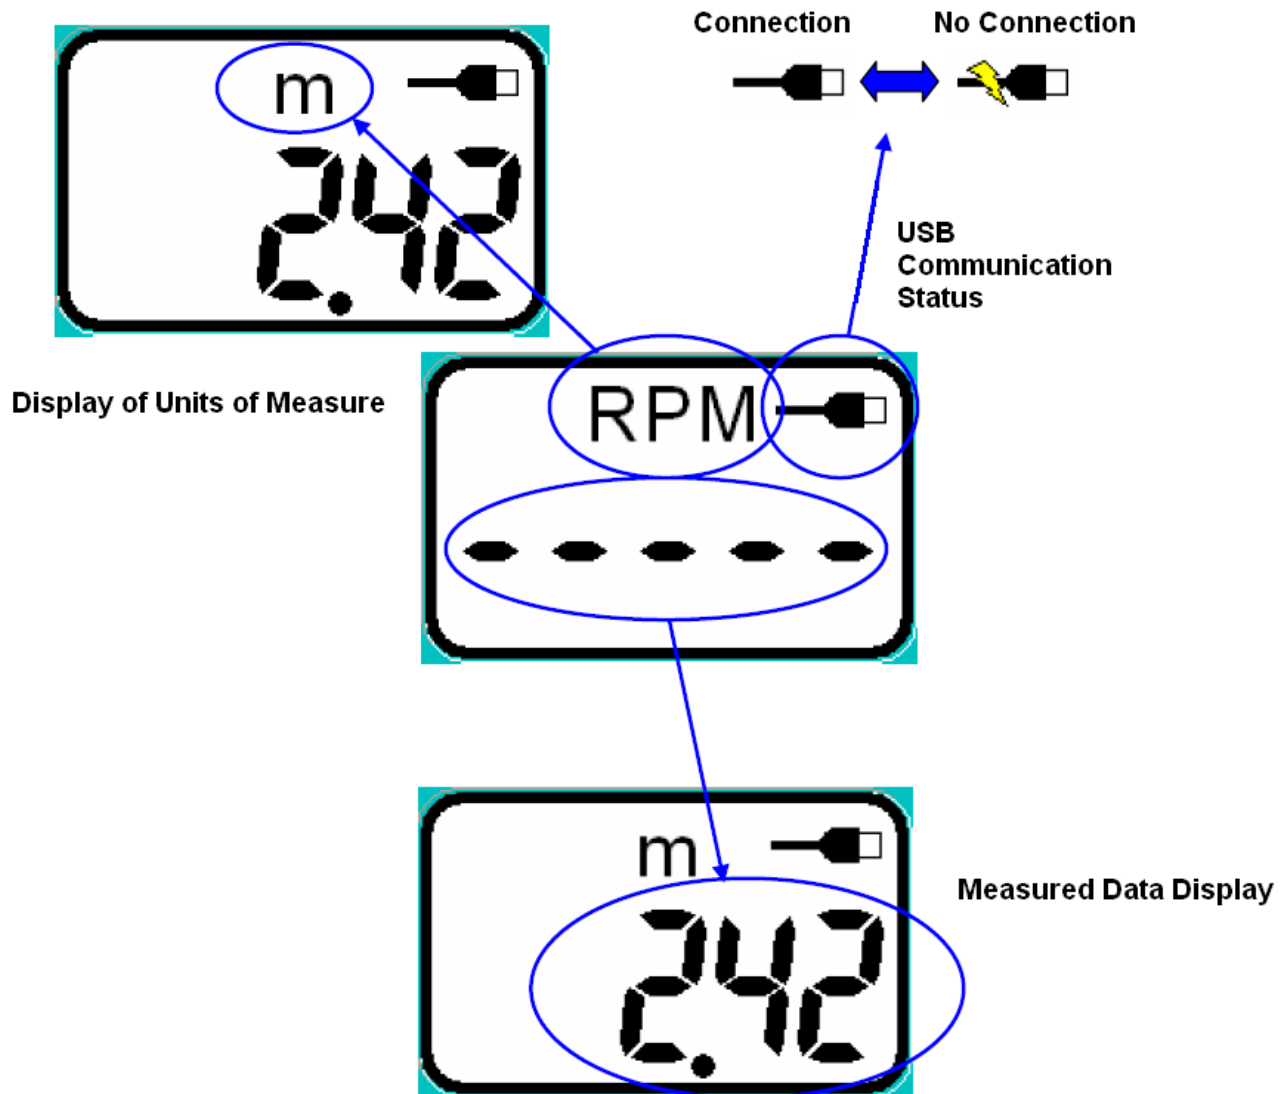 Connection No Connection
m
2.42
USB
Communication
Status
Display of Units of Measure
RPM
- - - - -
m
2.42
Measured Data Display